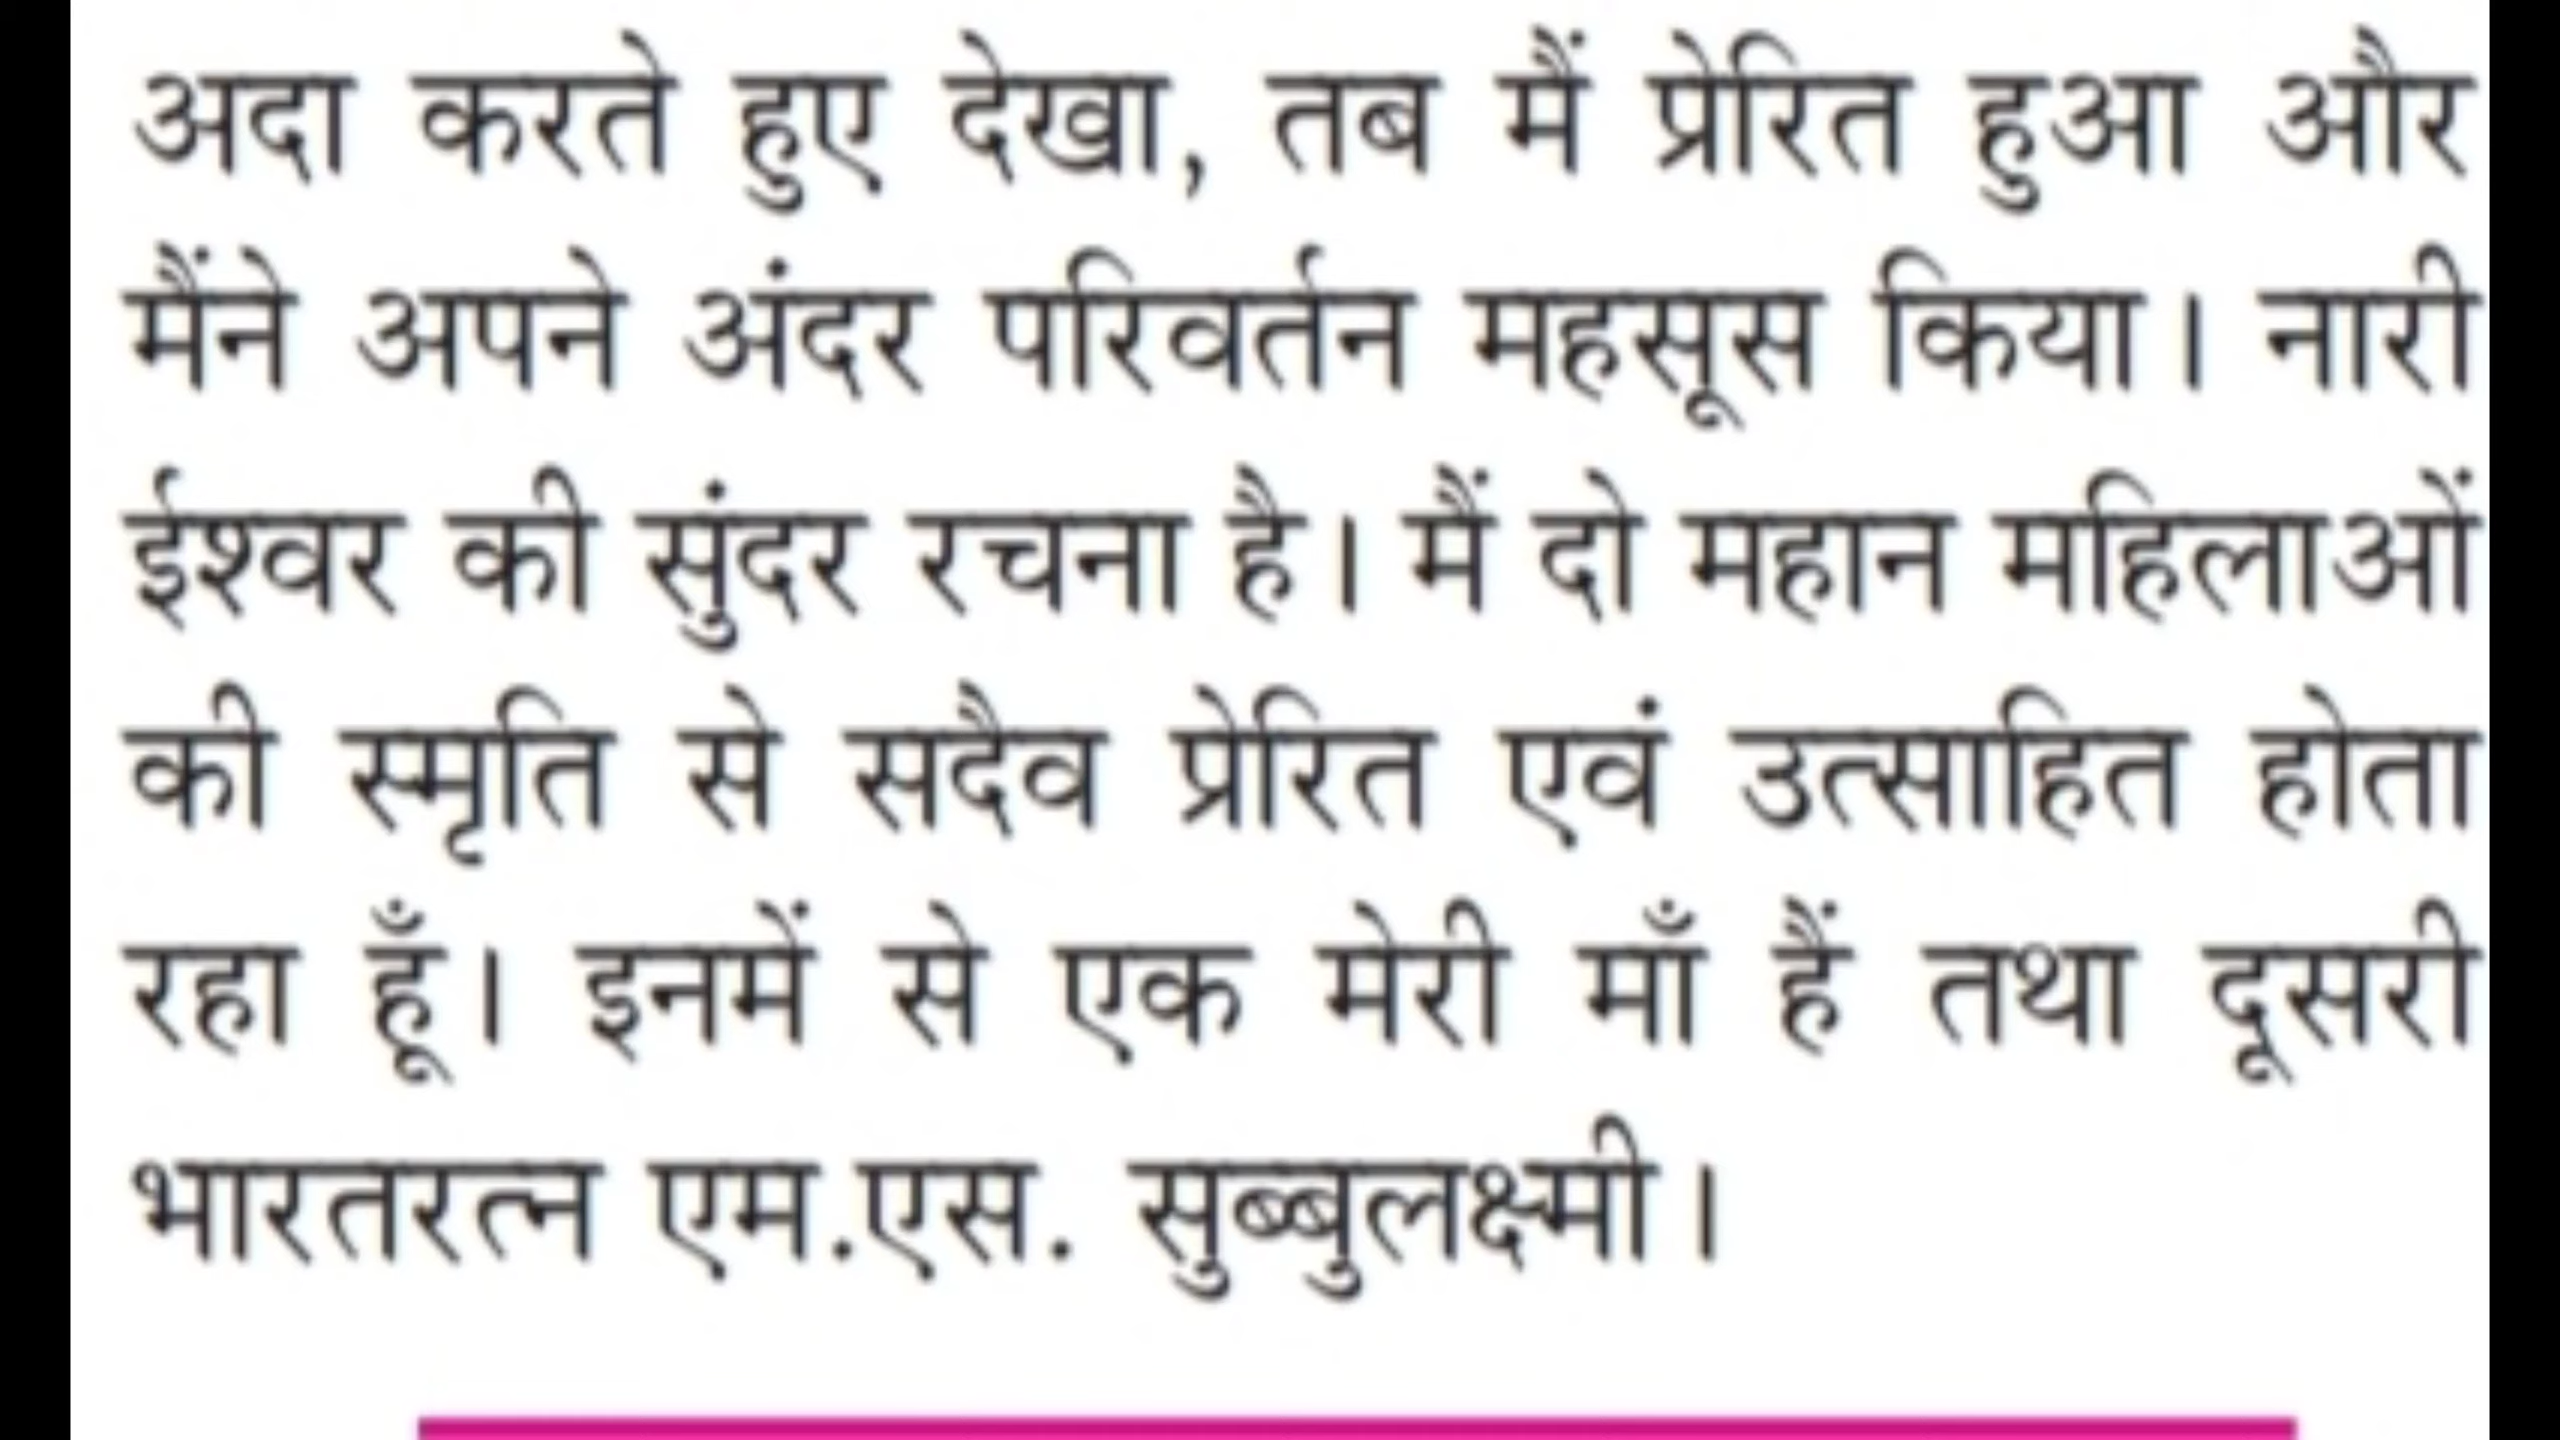 अदा करते हुए देखा, तब मैं प्रेरित हुआ और
मैंने अपने अंदर परिवर्तन महसूस किया। नारी
ईश्वर की सुंदर रचना है। मैं दो महान महिलाओं
की स्मृति से सदैव प्रेरित एवं उत्साहित होता
रहा हूँ। इनमें से एक मेरी माँ हैं तथा दूसरी
भारतरत्न एम.एस. सुब्बुलक्ष्मी।